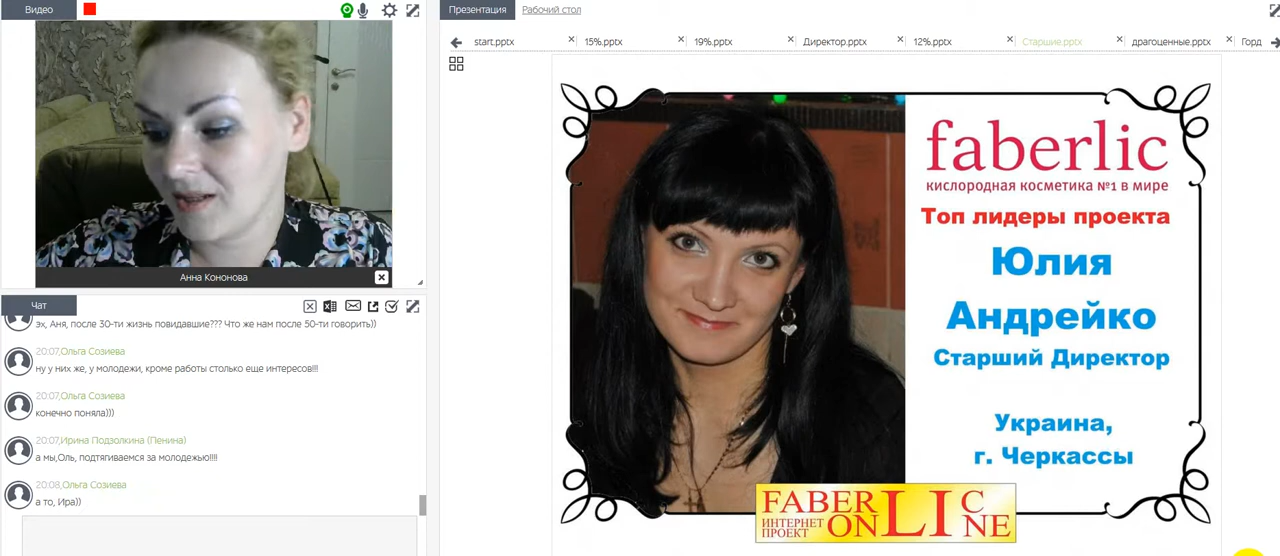 Видео
Анна Кононова
Чат
эх, Аня, после 30-ти жизнь повидавшие??? Что же нам после 50-ти говорить))
20:07,Ольга Созиева
ну у них же, у молодежи, кроме работы столько еще интересов!!!
20:07,Ольга Созиева
конечно поняла)))
20:07,Ирина Подзолкина (Пенина)
а мы,Оль, подтягиваемся за молодежью!!!!
20:08,Ольга Созиева
а то, Ира))
Презентация Рабочий стол
start.pptx 15%.pptx 19%.pptx Директор.pptx 12%.pptx Старшие.pptx драгоценные.pptx Горд
faberlic
кислородная косметика №1 в мире
Топ лидеры проекта
Юлия
Андрейко
Старший Директор
Украина,
г. Черкассы
FABERLIC
ИНТЕРНЕТ
ПРОЕКТ
ONLINE